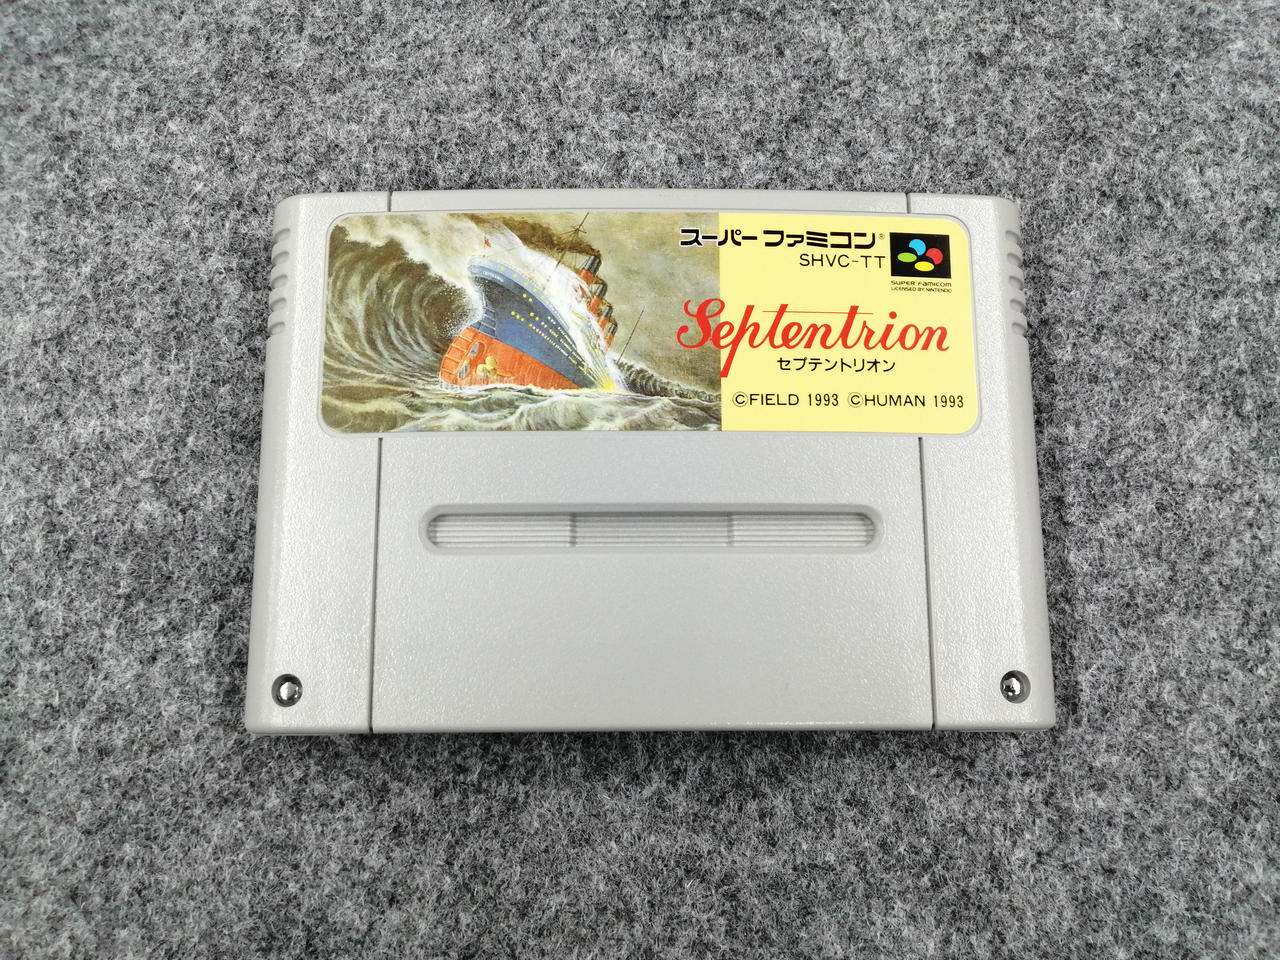 スーパーファミコン®
SHVC-TT
SUPER FAMICOM
LICENSED BY NINTENDO
Septentrion
セプテントリオン
©FIELD 1993 ©HUMAN 1993